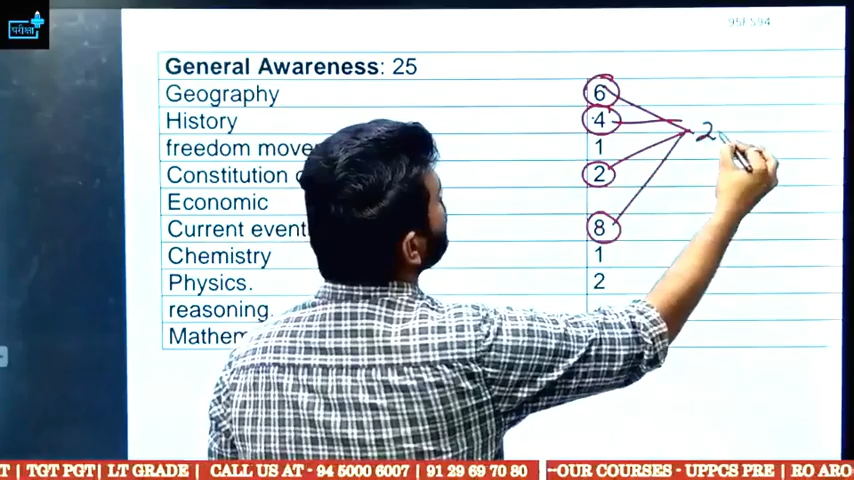 परीक्षा
95F594
General Awareness: 25
Geography 6
History 4
freedom move 1
Constitution 2
Economic
Current event 8
Chemistry 1
Physics. 2
reasoning.
Mathem
2
T | TGT PGT| LT GRADE | CALL US AT - 94 5000 6007 | 91 29 69 70 80 –OUR COURSES - UPPCS PRE | RO ARO